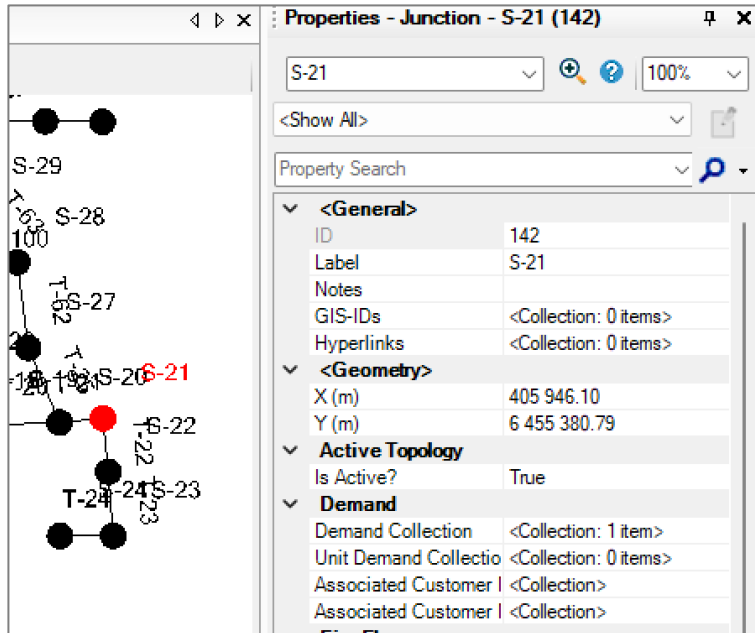 Properties - Junction - S-21 (142)
S-21
100%
<Show All>
Property Search
<General>
ID 142
Label S-21
Notes
GIS-IDs <Collection: 0 items>
Hyperlinks <Collection: 0 items>
<Geometry>
X (m) 405 946.10
Y (m) 6 455 380.79
Active Topology
Is Active? True
Demand
Demand Collection <Collection: 1 item>
Unit Demand Collectio <Collection: 0 items>
Associated Customer I <Collection>
Associated Customer I <Collection>
S-29
T-63
S-28
100
T-62
S-27
S-20
S-21
T-22
S-22
T-23
S-23
T-24
S-24